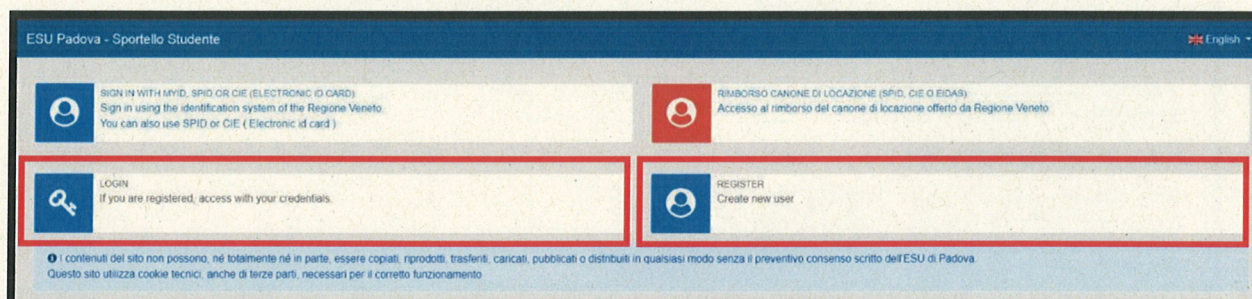 ESU Padova - Sportello Studente
English
SIGN IN WITH MYID, SPID OR CIE (ELECTRONIC ID CARD)
Sign in using the identification system of the Regione Veneto.
You can also use SPID or CIE ( Electronic id card )
RIMBORSO CANONE DI LOCAZIONE (SPID, CIE O EIDAS)
Accesso al rimborso del canone di locazione offerto da Regione Veneto
LOGIN
If you are registered, access with your credentials.
REGISTER
Create new user
I contenuti del sito non possono, né totalmente né in parte, essere copiati, riprodotti, trasferiti, caricati, pubblicati o distribuiti in qualsiasi modo senza il preventivo consenso scritto dell'ESU di Padova.
Questo sito utilizza cookie tecnici, anche di terze parti, necessari per il corretto funzionamento